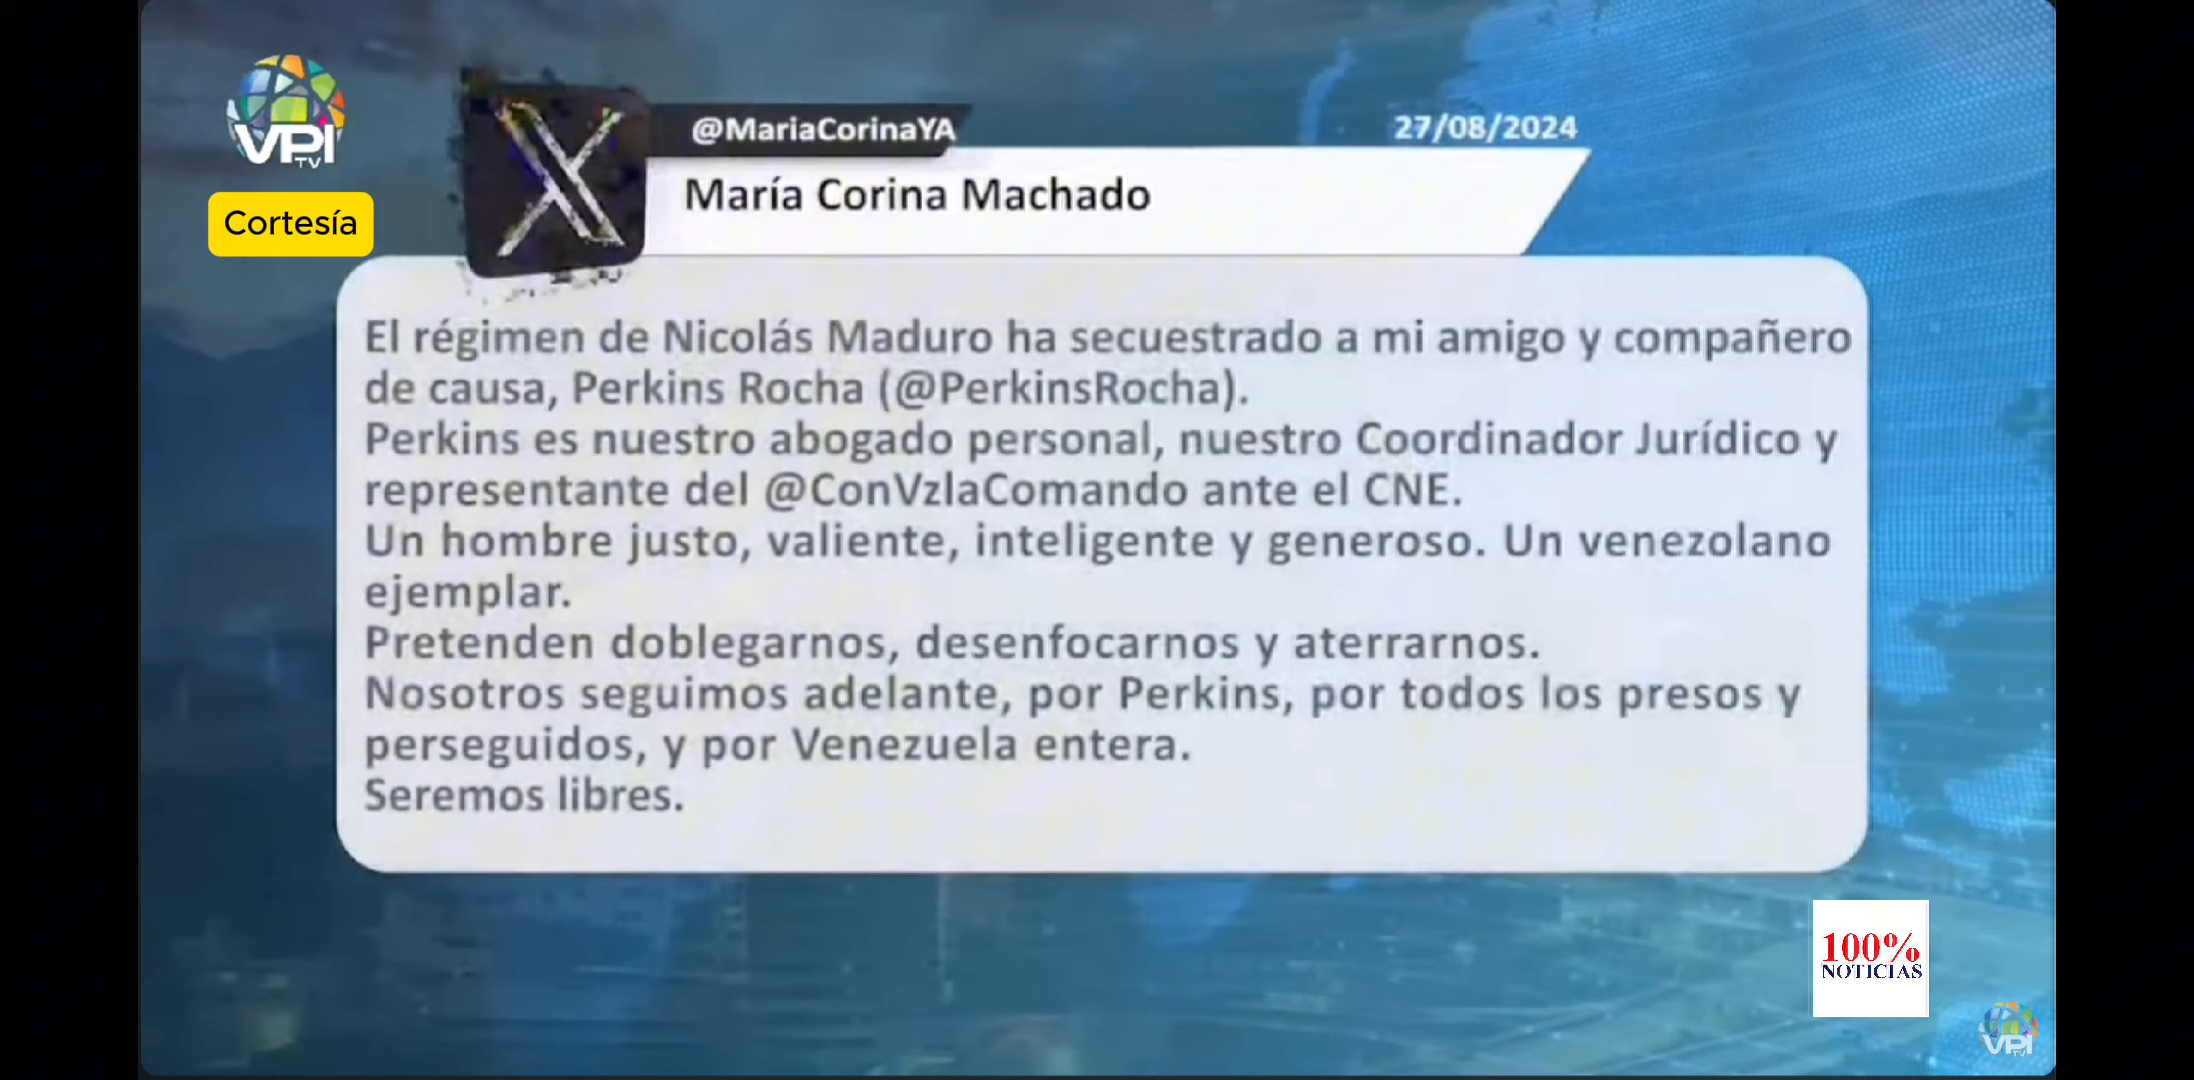 VPI
TV
Cortesía
@MariaCorinaYA
27/08/2024
María Corina Machado
El régimen de Nicolás Maduro ha secuestrado a mi amigo y compañero
de causa, Perkins Rocha (@PerkinsRocha).
Perkins es nuestro abogado personal, nuestro Coordinador Jurídico y
representante del @ConVzlaComando ante el CNE.
Un hombre justo, valiente, inteligente y generoso. Un venezolano
ejemplar.
Pretenden doblegarnos, desenfocarnos y aterrarnos.
Nosotros seguimos adelante, por Perkins, por todos los presos y
perseguidos, y por Venezuela entera.
Seremos libres.
100%
NOTICIAS
VPI
TV